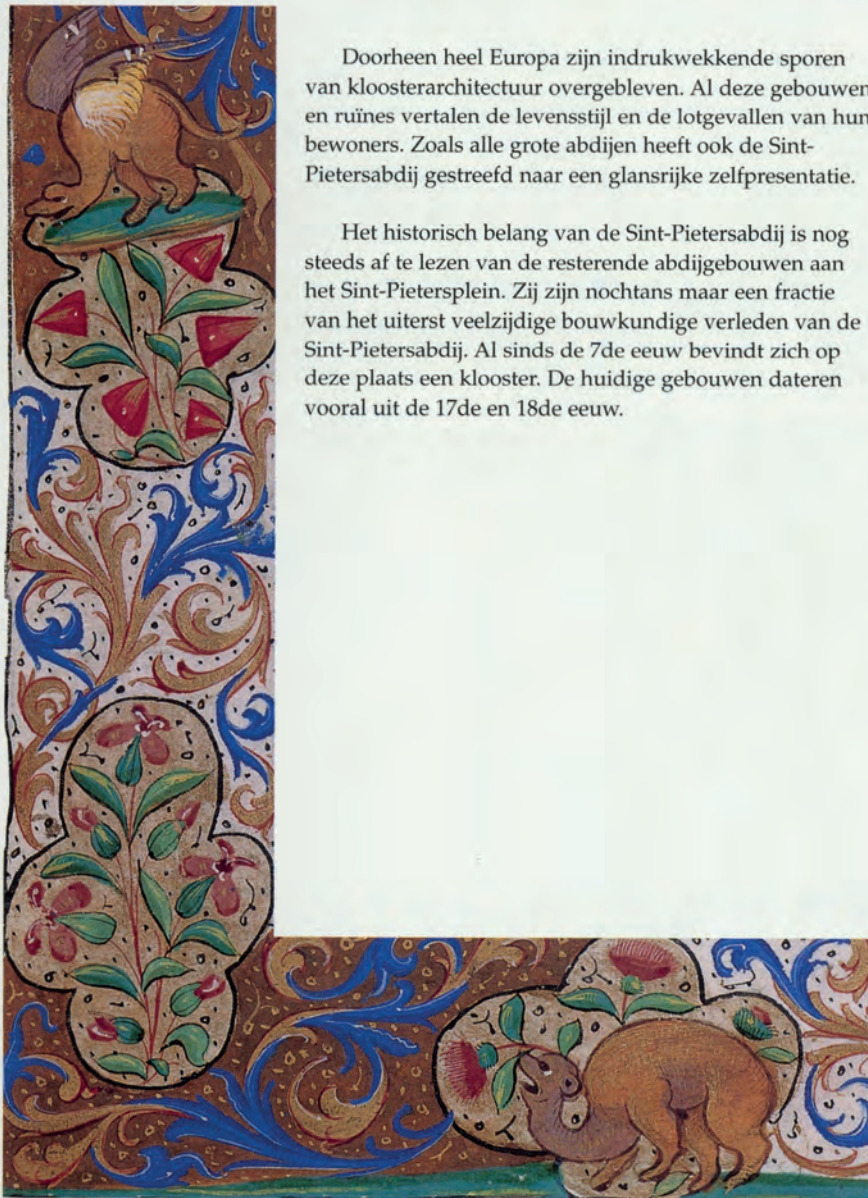 Doorheen heel Europa zijn indrukwekkende sporen
van kloosterarchitectuur overgebleven. Al deze gebouwen
en ruïnes vertalen de levensstijl en de lotgevallen van hun
bewoners. Zoals alle grote abdijen heeft ook de Sint-
Pietersabdij gestreefd naar een glansrijke zelfpresentatie.
Het historisch belang van de Sint-Pietersabdij is nog
steeds af te lezen van de resterende abdijgebouwen aan
het Sint-Pietersplein. Zij zijn nochtans maar een fractie
van het uiterst veelzijdige bouwkundige verleden van de
Sint-Pietersabdij. Al sinds de 7de eeuw bevindt zich op
deze plaats een klooster. De huidige gebouwen dateren
vooral uit de 17de en 18de eeuw.